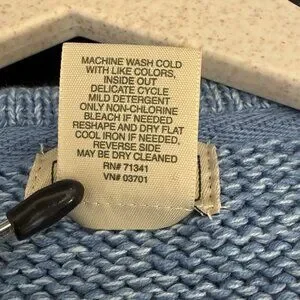 MACHINE WASH COLD
WITH LIKE COLORS,
INSIDE OUT
DELICATE CYCLE
MILD DETERGENT
ONLY NON-CHLORINE
BLEACH IF NEEDED
RESHAPE AND DRY FLAT
COOL IRON IF NEEDED,
REVERSE SIDE
MAY BE DRY CLEANED
RN# 71341
VN# 03701